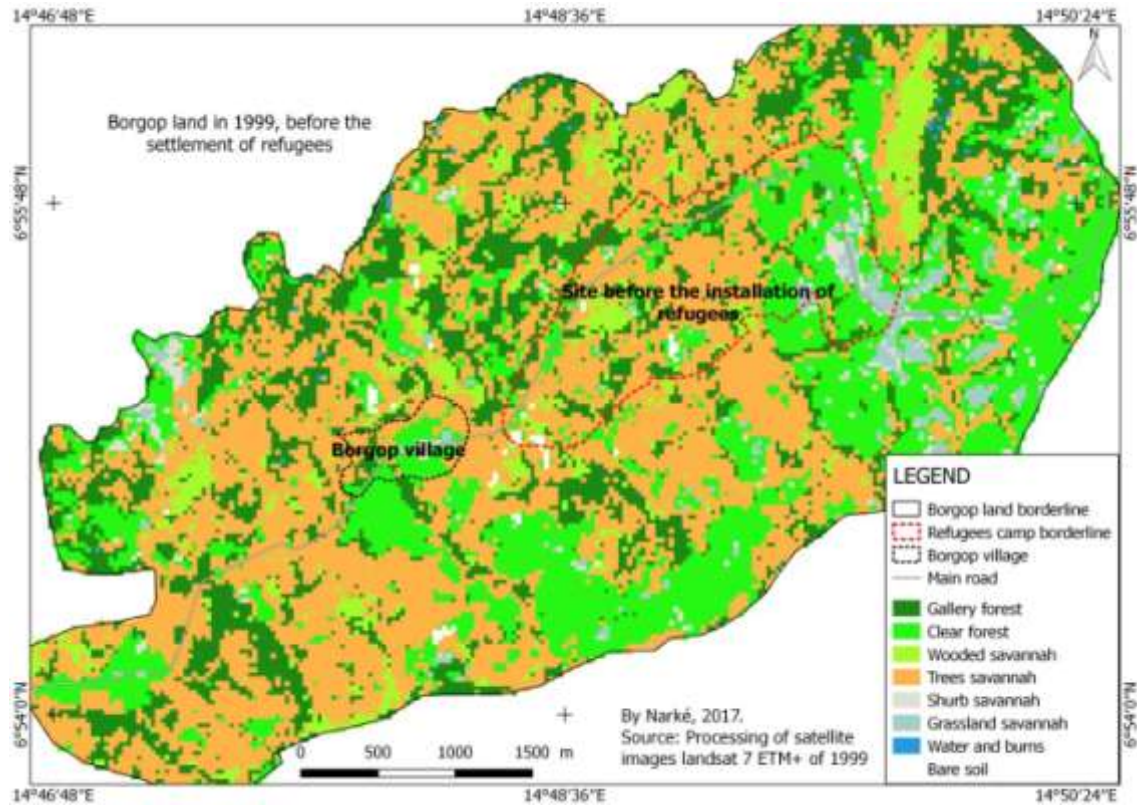 14°46'48"E 14°48'36"E 14°50'24"E
N
Borgop land in 1999, before the
settlement of refugees
6°55'48"N 6°55'48"N
Site before the installation of
refugees
Borgop village
LEGEND
Borgop land borderline
Refugees camp borderline
Borgop village
Main road
Gallery forest
Clear forest
Wooded savannah
Trees savannah
Shurb savannah
Grassland savannah
Water and burns
Bare soil
6°54'0"N 6°54'0"N
By Narké, 2017.
Source: Processing of satellite
images landsat 7 ETM+ of 1999
0 500 1000 1500 m
14°46'48"E 14°48'36"E 14°50'24"E